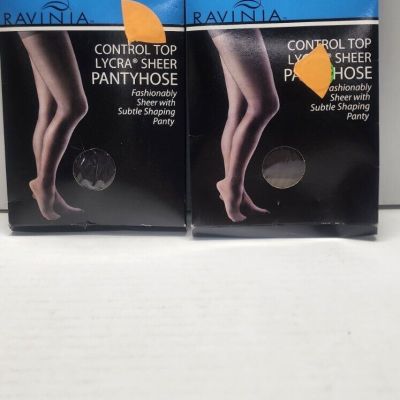 RAVINIA
CONTROL TOP
LYCRA® SHEER
PANTYHOSE
Fashionably
Sheer with
Subtle Shaping
Panty
RAVINIA
CONTROL TOP
LYCRA® SHEER
PANTYHOSE
Fashionably
Sheer with
Subtle Shaping
Panty